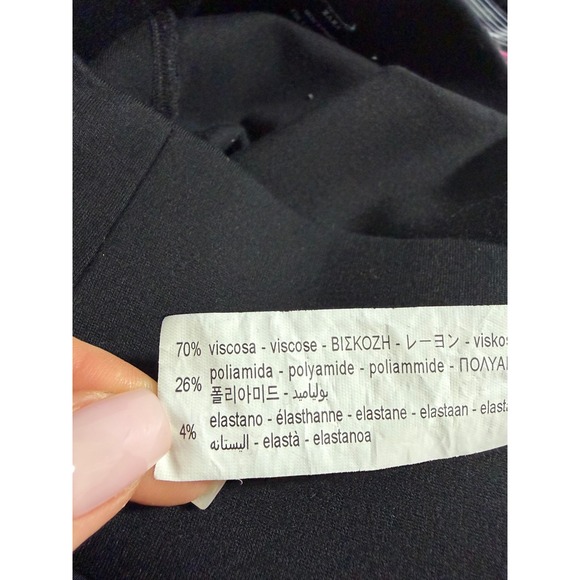 70% viscosa - viscose - ΒΙΣΚΟΖΗ - レーヨン - viskos
26% poliamida - polyamide - poliammide - ΠΟΛΥΑ
폴리아미드 - بولياميد
4% elastano - élasthanne - elastane - elastaan - elasta
اليستانه - elastà - elastanoa